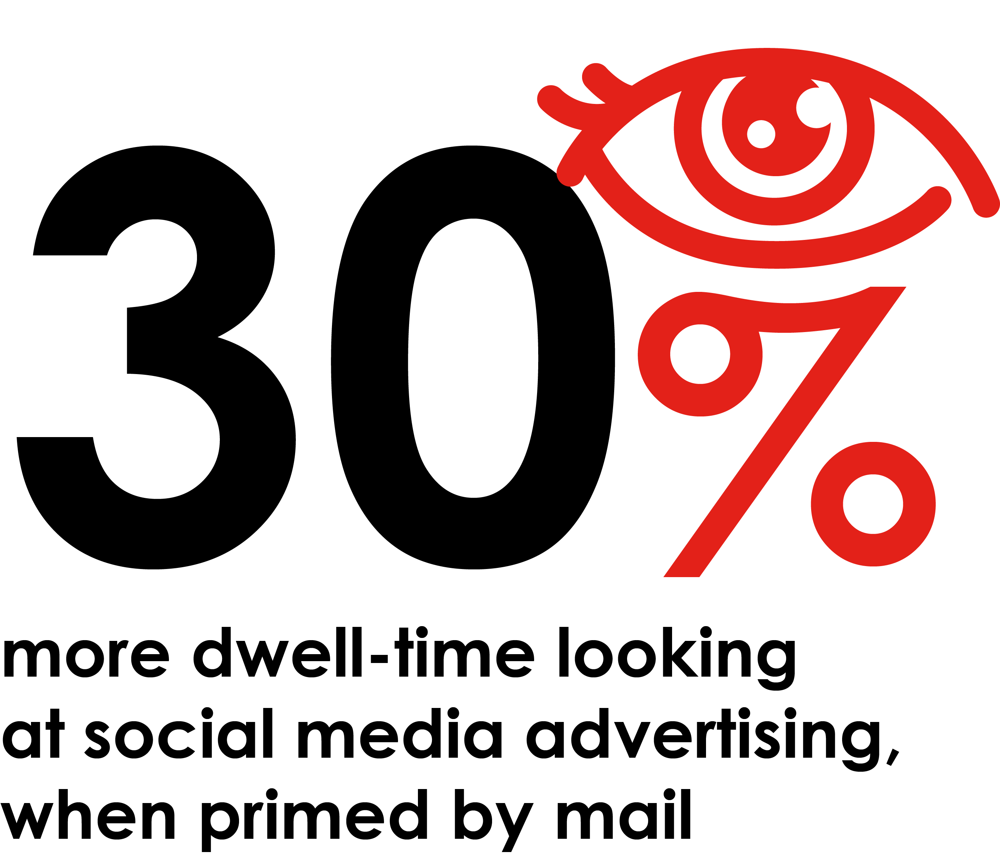 30%
more dwell-time looking
at social media advertising,
when primed by mail